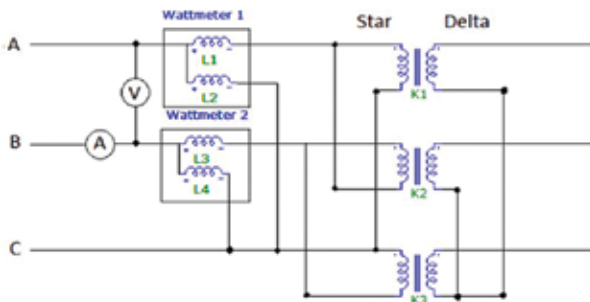 Wattmeter 1
Star
Delta
A
L1
V
L2
K1
Wattmeter 2
B
A
L3
L4
K2
C
K3